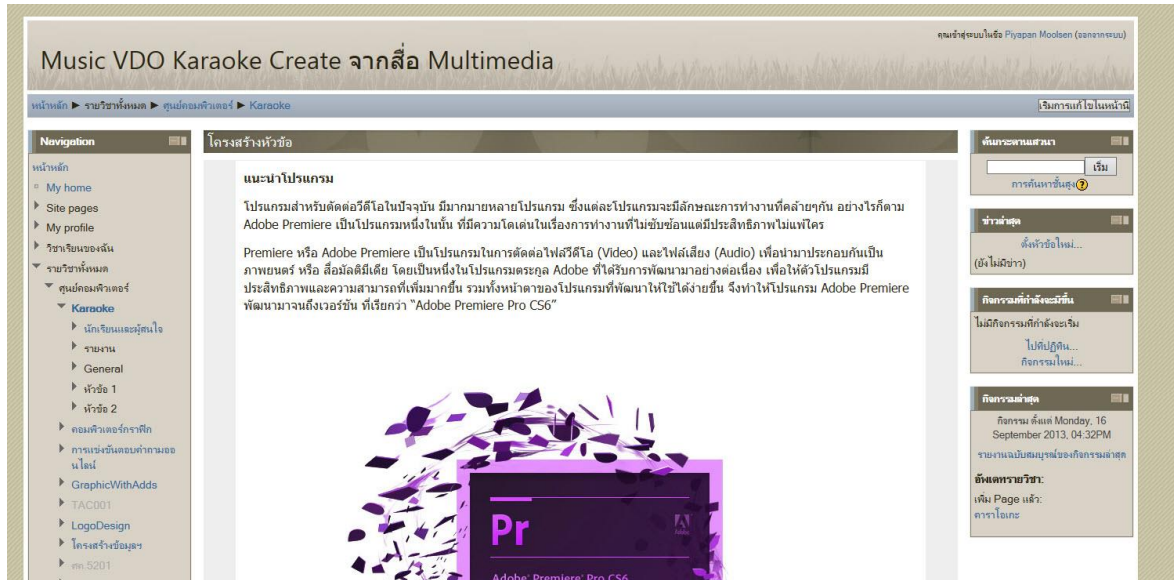 คุณเข้าสู่ระบบในชื่อ Piyapan Moolsen (ออกจากระบบ)
Music VDO Karaoke Create จากสื่อ Multimedia
หน้าหลัก ► รายวิชาทั้งหมด ► ศูนย์คอมพิวเตอร์ ► Karaoke
เริ่มการแก้ไขในหน้านี้
Navigation
หน้าหลัก
My home
Site pages
My profile
วิชาเรียนของฉัน
รายวิชาทั้งหมด
ศูนย์คอมพิวเตอร์
Karaoke
นักเรียนและผู้สนใจ
รายงาน
General
หัวข้อ 1
หัวข้อ 2
คอมพิวเตอร์กราฟิก
การแข่งขันตอบคำถามออ
นไลน์
GraphicWithAdds
TAC001
LogoDesign
โครงสร้างข้อมูลฯ
ศท.5201
โครงสร้างหัวข้อ
แนะนำโปรแกรม
โปรแกรมสำหรับตัดต่อวีดีโอในปัจจุบัน มีมากมายหลายโปรแกรม ซึ่งแต่ละโปรแกรมจะมีลักษณะการทำงานที่คล้ายๆกัน อย่างไรก็ตาม
Adobe Premiere เป็นโปรแกรมหนึ่งในนั้น ที่มีความโดดเด่นในเรื่องการทำงานที่ไม่ซับซ้อนแต่มีประสิทธิภาพไม่แพ้ใคร
Premiere หรือ Adobe Premiere เป็นโปรแกรมในการตัดต่อไฟล์วีดีโอ (Video) และไฟล์เสียง (Audio) เพื่อนำมาประกอบกันเป็น
ภาพยนตร์ หรือ สื่อมัลติมีเดีย โดยเป็นหนึ่งในโปรแกรมตระกูล Adobe ที่ได้รับการพัฒนามาอย่างต่อเนื่อง เพื่อให้ตัวโปรแกรมมี
ประสิทธิภาพและความสามารถที่เพิ่มมากขึ้น รวมทั้งหน้าตาของโปรแกรมที่พัฒนาให้ใช้ได้ง่ายขึ้น จึงทำให้โปรแกรม Adobe Premiere
พัฒนามาจนถึงเวอร์ชัน ที่เรียกว่า “Adobe Premiere Pro CS6”
Pr
Adobe
Adobe® Premiere® Pro CS6
ค้นกระดานเสวนา
เริ่ม
การค้นหาขั้นสูง
ข่าวล่าสุด
ตั้งหัวข้อใหม่...
(ยังไม่มีข่าว)
กิจกรรมที่กำลังจะมีขึ้น
ไม่มีกิจกรรมที่กำลังจะเริ่ม
ไปที่ปฏิทิน...
กิจกรรมใหม่...
กิจกรรมล่าสุด
กิจกรรม ตั้งแต่ Monday, 16
September 2013, 04:32PM
รายงานฉบับสมบูรณ์ของกิจกรรมล่าสุด
อัพเดทรายวิชา:
เพิ่ม Page แล้ว:
คาราโอเกะ